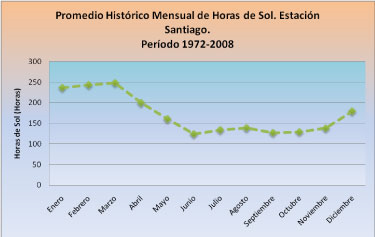 Promedio Histórico Mensual de Horas de Sol. Estación
Santiago.
Período 1972-2008
Horas de Sol (Horas)
300
250
200
150
100
50
0
Enero
Febrero
Marzo
Abril
Mayo
Junio
Julio
Agosto
Septiembre
Octubre
Noviembre
Diciembre